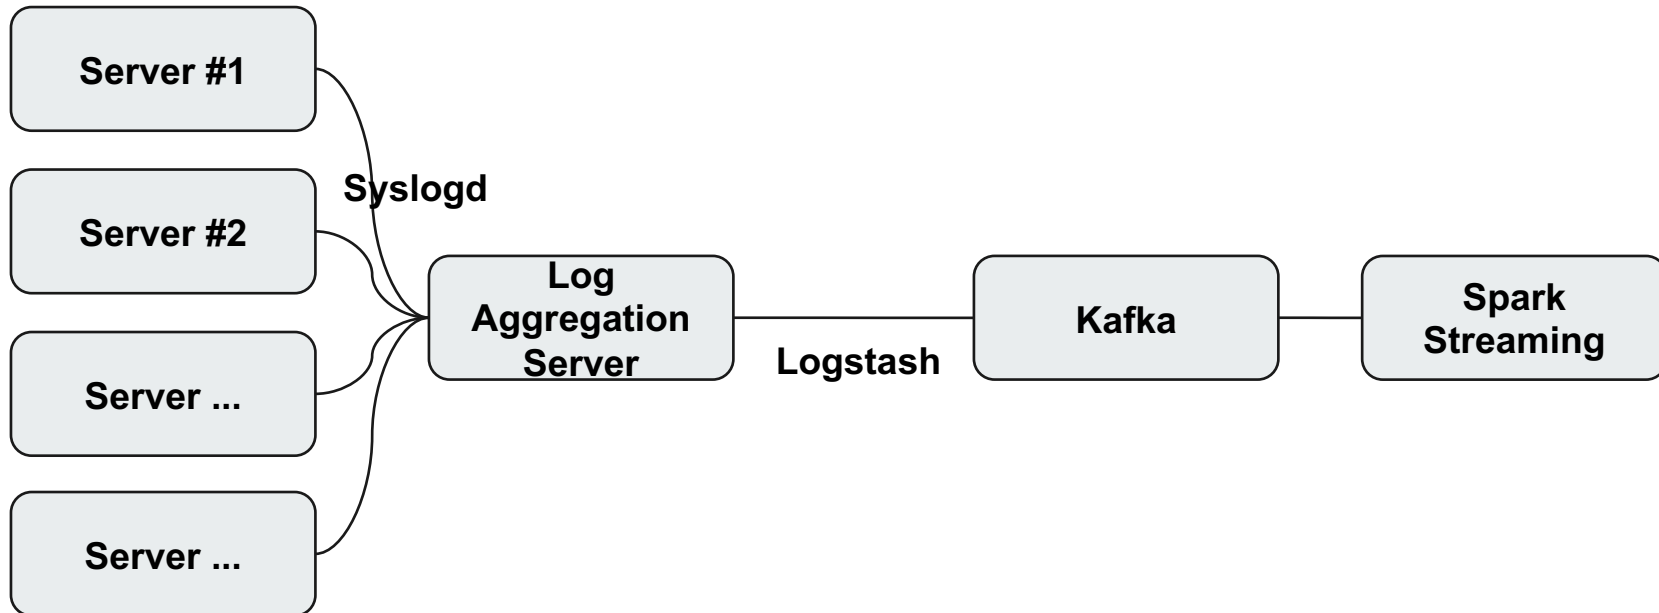 Server #1
Syslogd
Server #2
Log
Aggregation
Server
Logstash
Kafka
Spark
Streaming
Server ...
Server ...